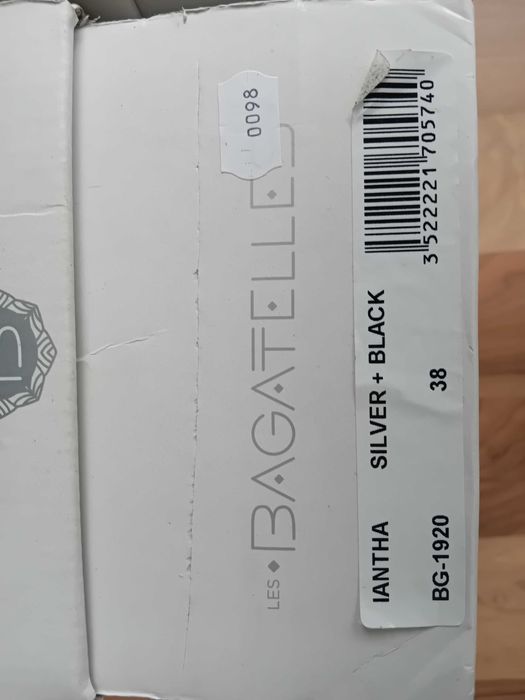 LES BAGATELLES
0098
IANTHA SILVER + BLACK
BG-1920 38
3 522221 705740